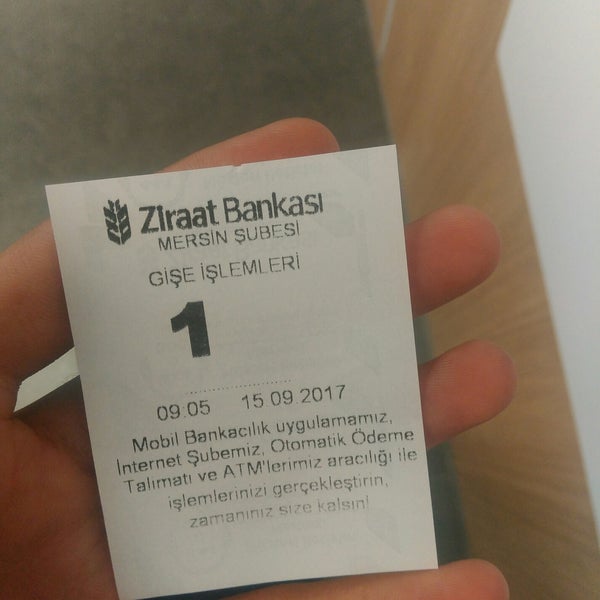 Ziraat Bankası
MERSİN ŞUBESİ
GİŞE İŞLEMLERİ
1
09:05 15.09.2017
Mobil Bankacılık uygulamamız,
İnternet Şubemiz, Otomatik Ödeme
Talimatı ve ATM'lerimiz aracılığı ile
işlemlerinizi gerçekleştirin,
zamanınız size kalsın!